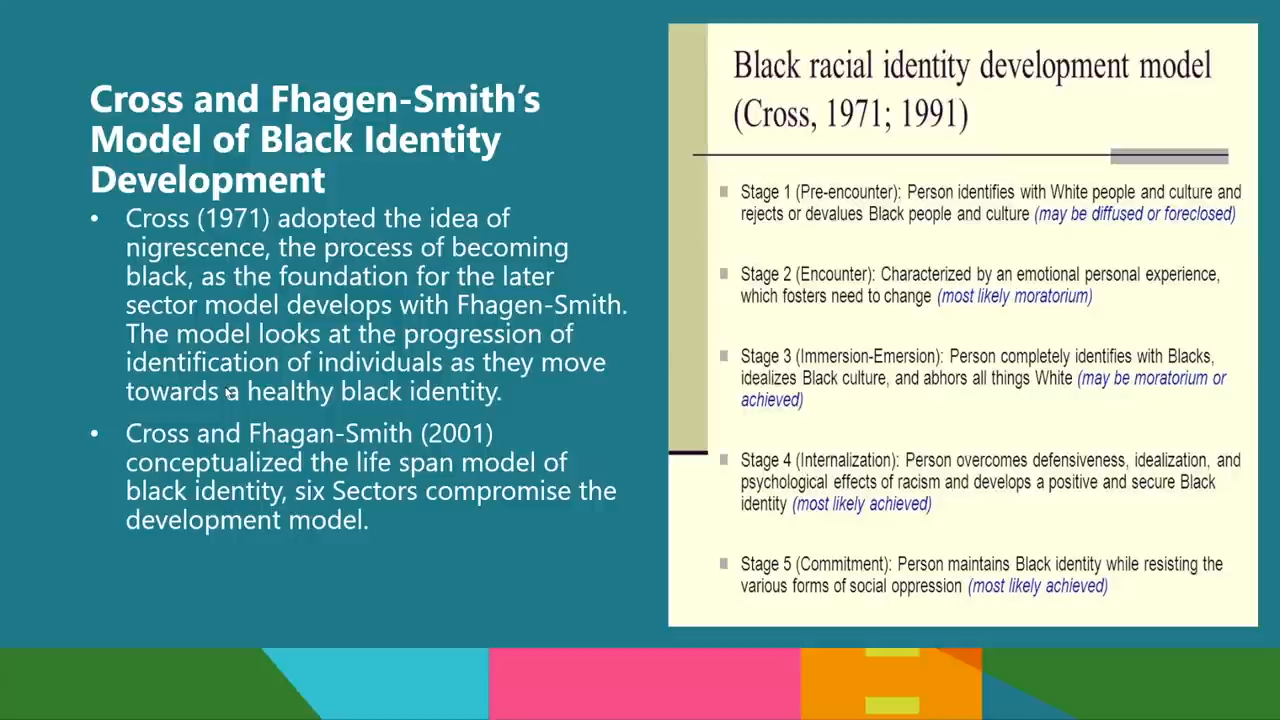 Cross and Fhagen-Smith’s
Model of Black Identity
Development
• Cross (1971) adopted the idea of
nigrescence, the process of becoming
black, as the foundation for the later
sector model develops with Fhagen-Smith.
The model looks at the progression of
identification of individuals as they move
towards a healthy black identity.
• Cross and Fhagan-Smith (2001)
conceptualized the life span model of
black identity, six Sectors compromise the
development model.
Black racial identity development model
(Cross, 1971; 1991)
Stage 1 (Pre-encounter): Person identifies with White people and culture and
rejects or devalues Black people and culture (may be diffused or foreclosed)
Stage 2 (Encounter): Characterized by an emotional personal experience,
which fosters need to change (most likely moratorium)
Stage 3 (Immersion-Emersion): Person completely identifies with Blacks,
idealizes Black culture, and abhors all things White (may be moratorium or
achieved)
Stage 4 (Internalization): Person overcomes defensiveness, idealization, and
psychological effects of racism and develops a positive and secure Black
identity (most likely achieved)
Stage 5 (Commitment): Person maintains Black identity while resisting the
various forms of social oppression (most likely achieved)